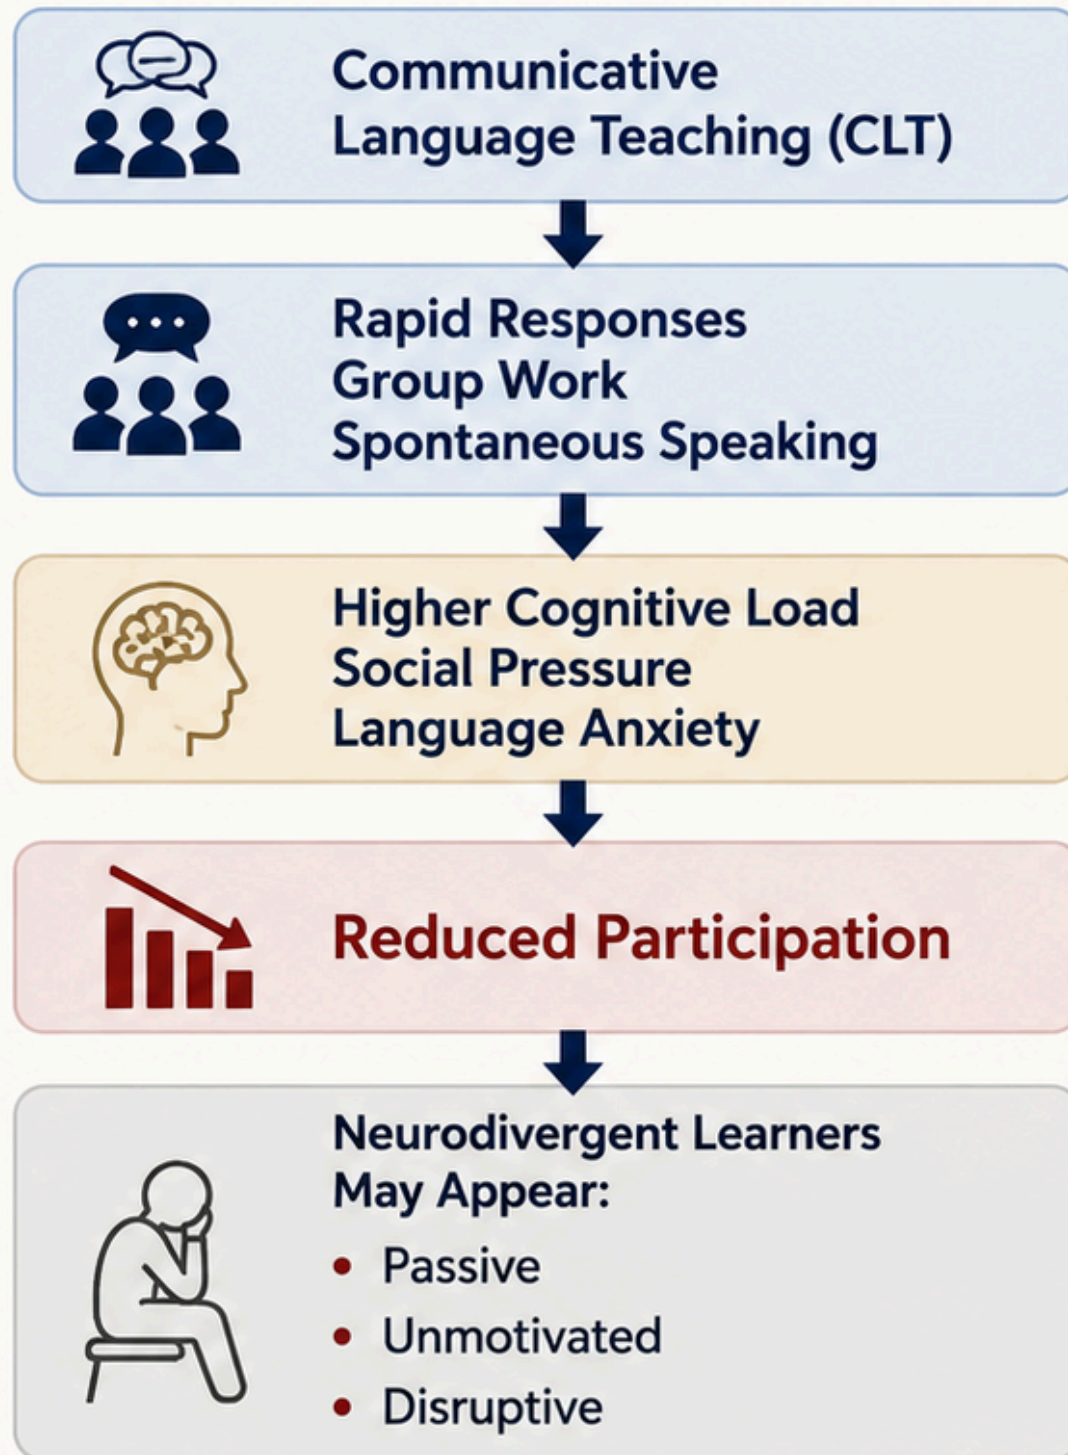 Communicative
Language Teaching (CLT)
Rapid Responses
Group Work
Spontaneous Speaking
Higher Cognitive Load
Social Pressure
Language Anxiety
Reduced Participation
Neurodivergent Learners
May Appear:
• Passive
• Unmotivated
• Disruptive